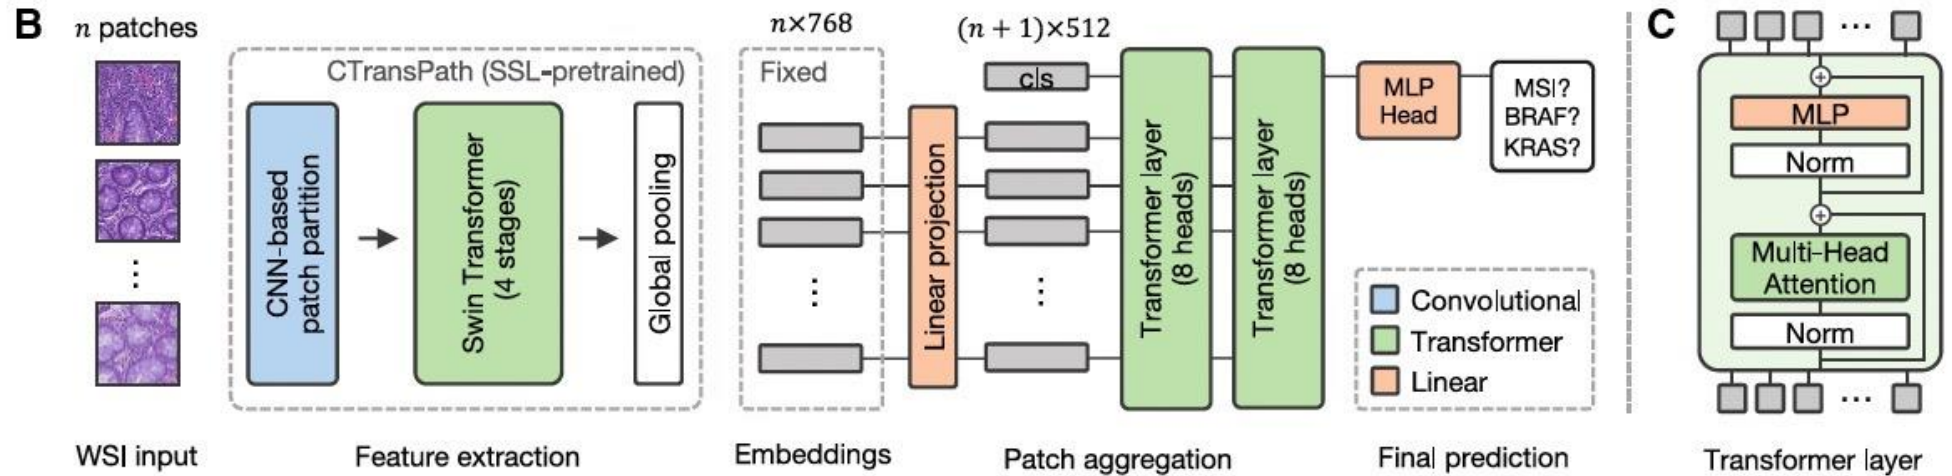 B
n patches
WSI input
CTransPath (SSL-pretrained)
CNN-based
patch partition
Swin Transformer
(4 stages)
Global pooling
Feature extraction
n×768
Fixed
Embeddings
Linear projection
(n + 1)×512
cls
Transformer layer
(8 heads)
Transformer layer
(8 heads)
Patch aggregation
MLP
Head
MSI?
BRAF?
KRAS?
Convolutional
Transformer
Linear
Final prediction
C
MLP
Norm
Multi-Head
Attention
Norm
Transformer layer